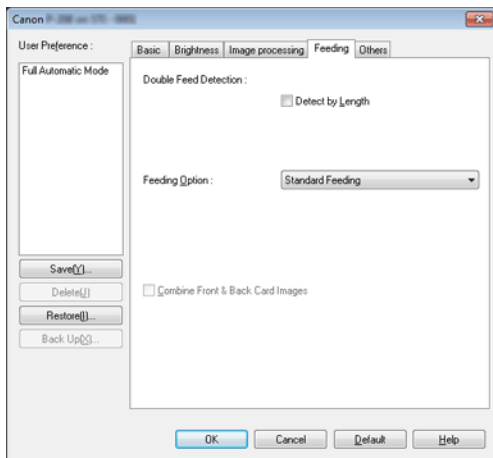 Canon
User Preference :
Full Automatic Mode
Save(Y)...
Delete(J)
Restore(I)...
Back Up(X)...
Basic Brightness Image processing Feeding Others
Double Feed Detection :
Detect by Length
Feeding Option : Standard Feeding
Combine Front & Back Card Images
OK Cancel Default Help